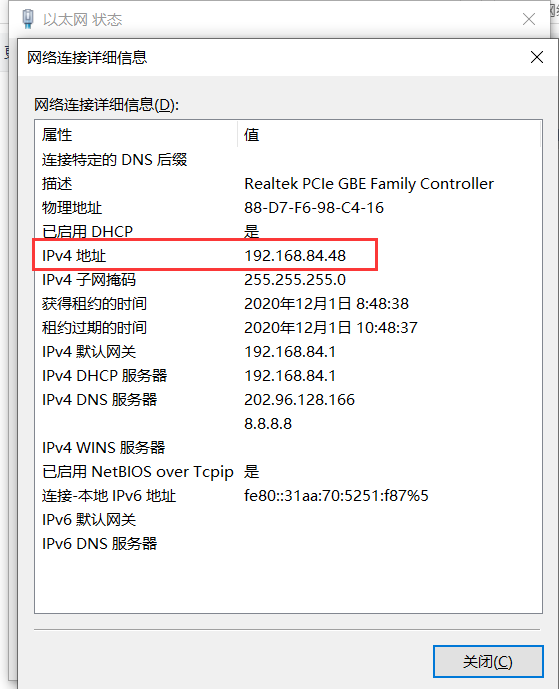 以太网 状态
网络连接详细信息
网络连接详细信息(D):
属性 值
连接特定的 DNS 后缀
描述 Realtek PCIe GBE Family Controller
物理地址 88-D7-F6-98-C4-16
已启用 DHCP 是
IPv4 地址 192.168.84.48
IPv4 子网掩码 255.255.255.0
获得租约的时间 2020年12月1日 8:48:38
租约过期的时间 2020年12月1日 10:48:37
IPv4 默认网关 192.168.84.1
IPv4 DHCP 服务器 192.168.84.1
IPv4 DNS 服务器 202.96.128.166
8.8.8.8
IPv4 WINS 服务器
已启用 NetBIOS over Tcpip 是
连接-本地 IPv6 地址 fe80::31aa:70:5251:f87%5
IPv6 默认网关
IPv6 DNS 服务器
关闭(C)